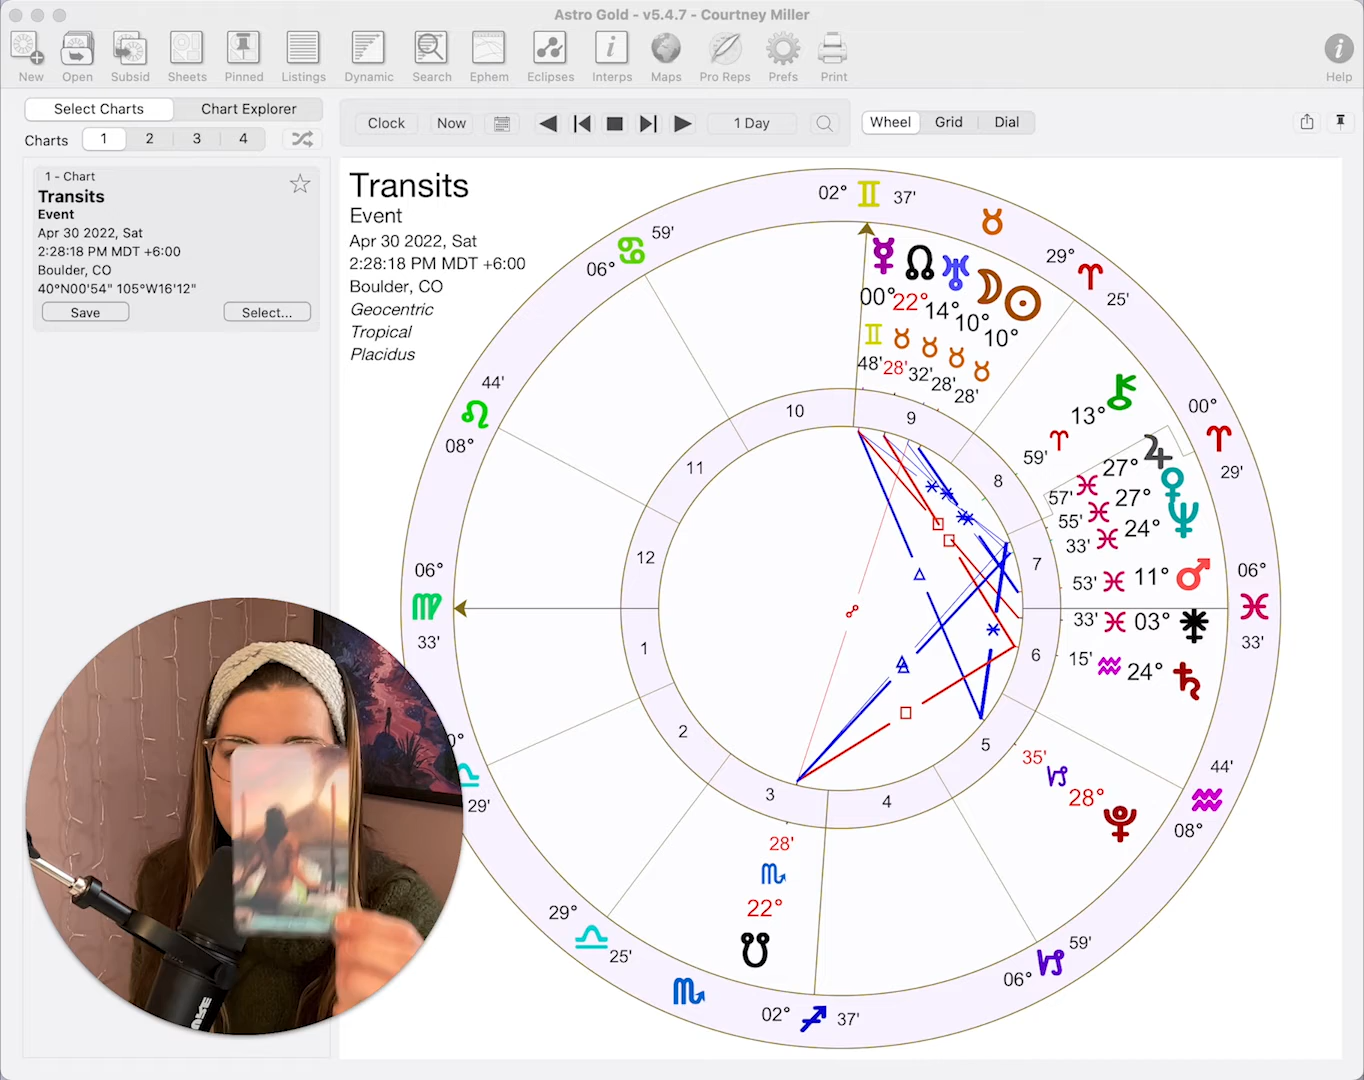 Astro Gold - v5.4.7 - Courtney Miller
New Open Subsid Sheets Pinned Listings Dynamic Search Ephem Eclipses Interps Maps Pro Reps Prefs Print Help
Select Charts Chart Explorer
Clock Now 1 Day Wheel Grid Dial
Charts 1 2 3 4
1 - Chart
Transits
Event
Apr 30 2022, Sat
2:28:18 PM MDT +6:00
Boulder, CO
40°N00'54" 105°W16'12"
Save Select...
Transits
Event
Apr 30 2022, Sat
2:28:18 PM MDT +6:00
Boulder, CO
Geocentric
Tropical
Placidus
02° ♊ 37'
♉
29° ♈ 25'
06° ♋ 59'
☿ ☊ ♅ ☽ ☉
00° 22° 14° 10° 10°
♊ ♉ ♉ ♉ ♉
48' 28' 32' 28' 28'
44' ♌ 08°
13° ♈ 59'
00° ♈ 29'
♃ 27° ♓ 57'
♀ 27° ♓ 55'
♆ 24° ♓ 33'
♂ 11° ♓ 53'
03° ♓ 33'
♄ 24° ♒ 15'
06° ♍ 33'
06° ♓ 33'
10 9 8 7 6 5 4 3 2 1 12 11
♎ 29'
35' ♑ 28° ♇
44' ♒ 08°
28' ♏ 22° ☋
29° ♎ 25'
♏
02° ♐ 37'
06° ♑ 59'